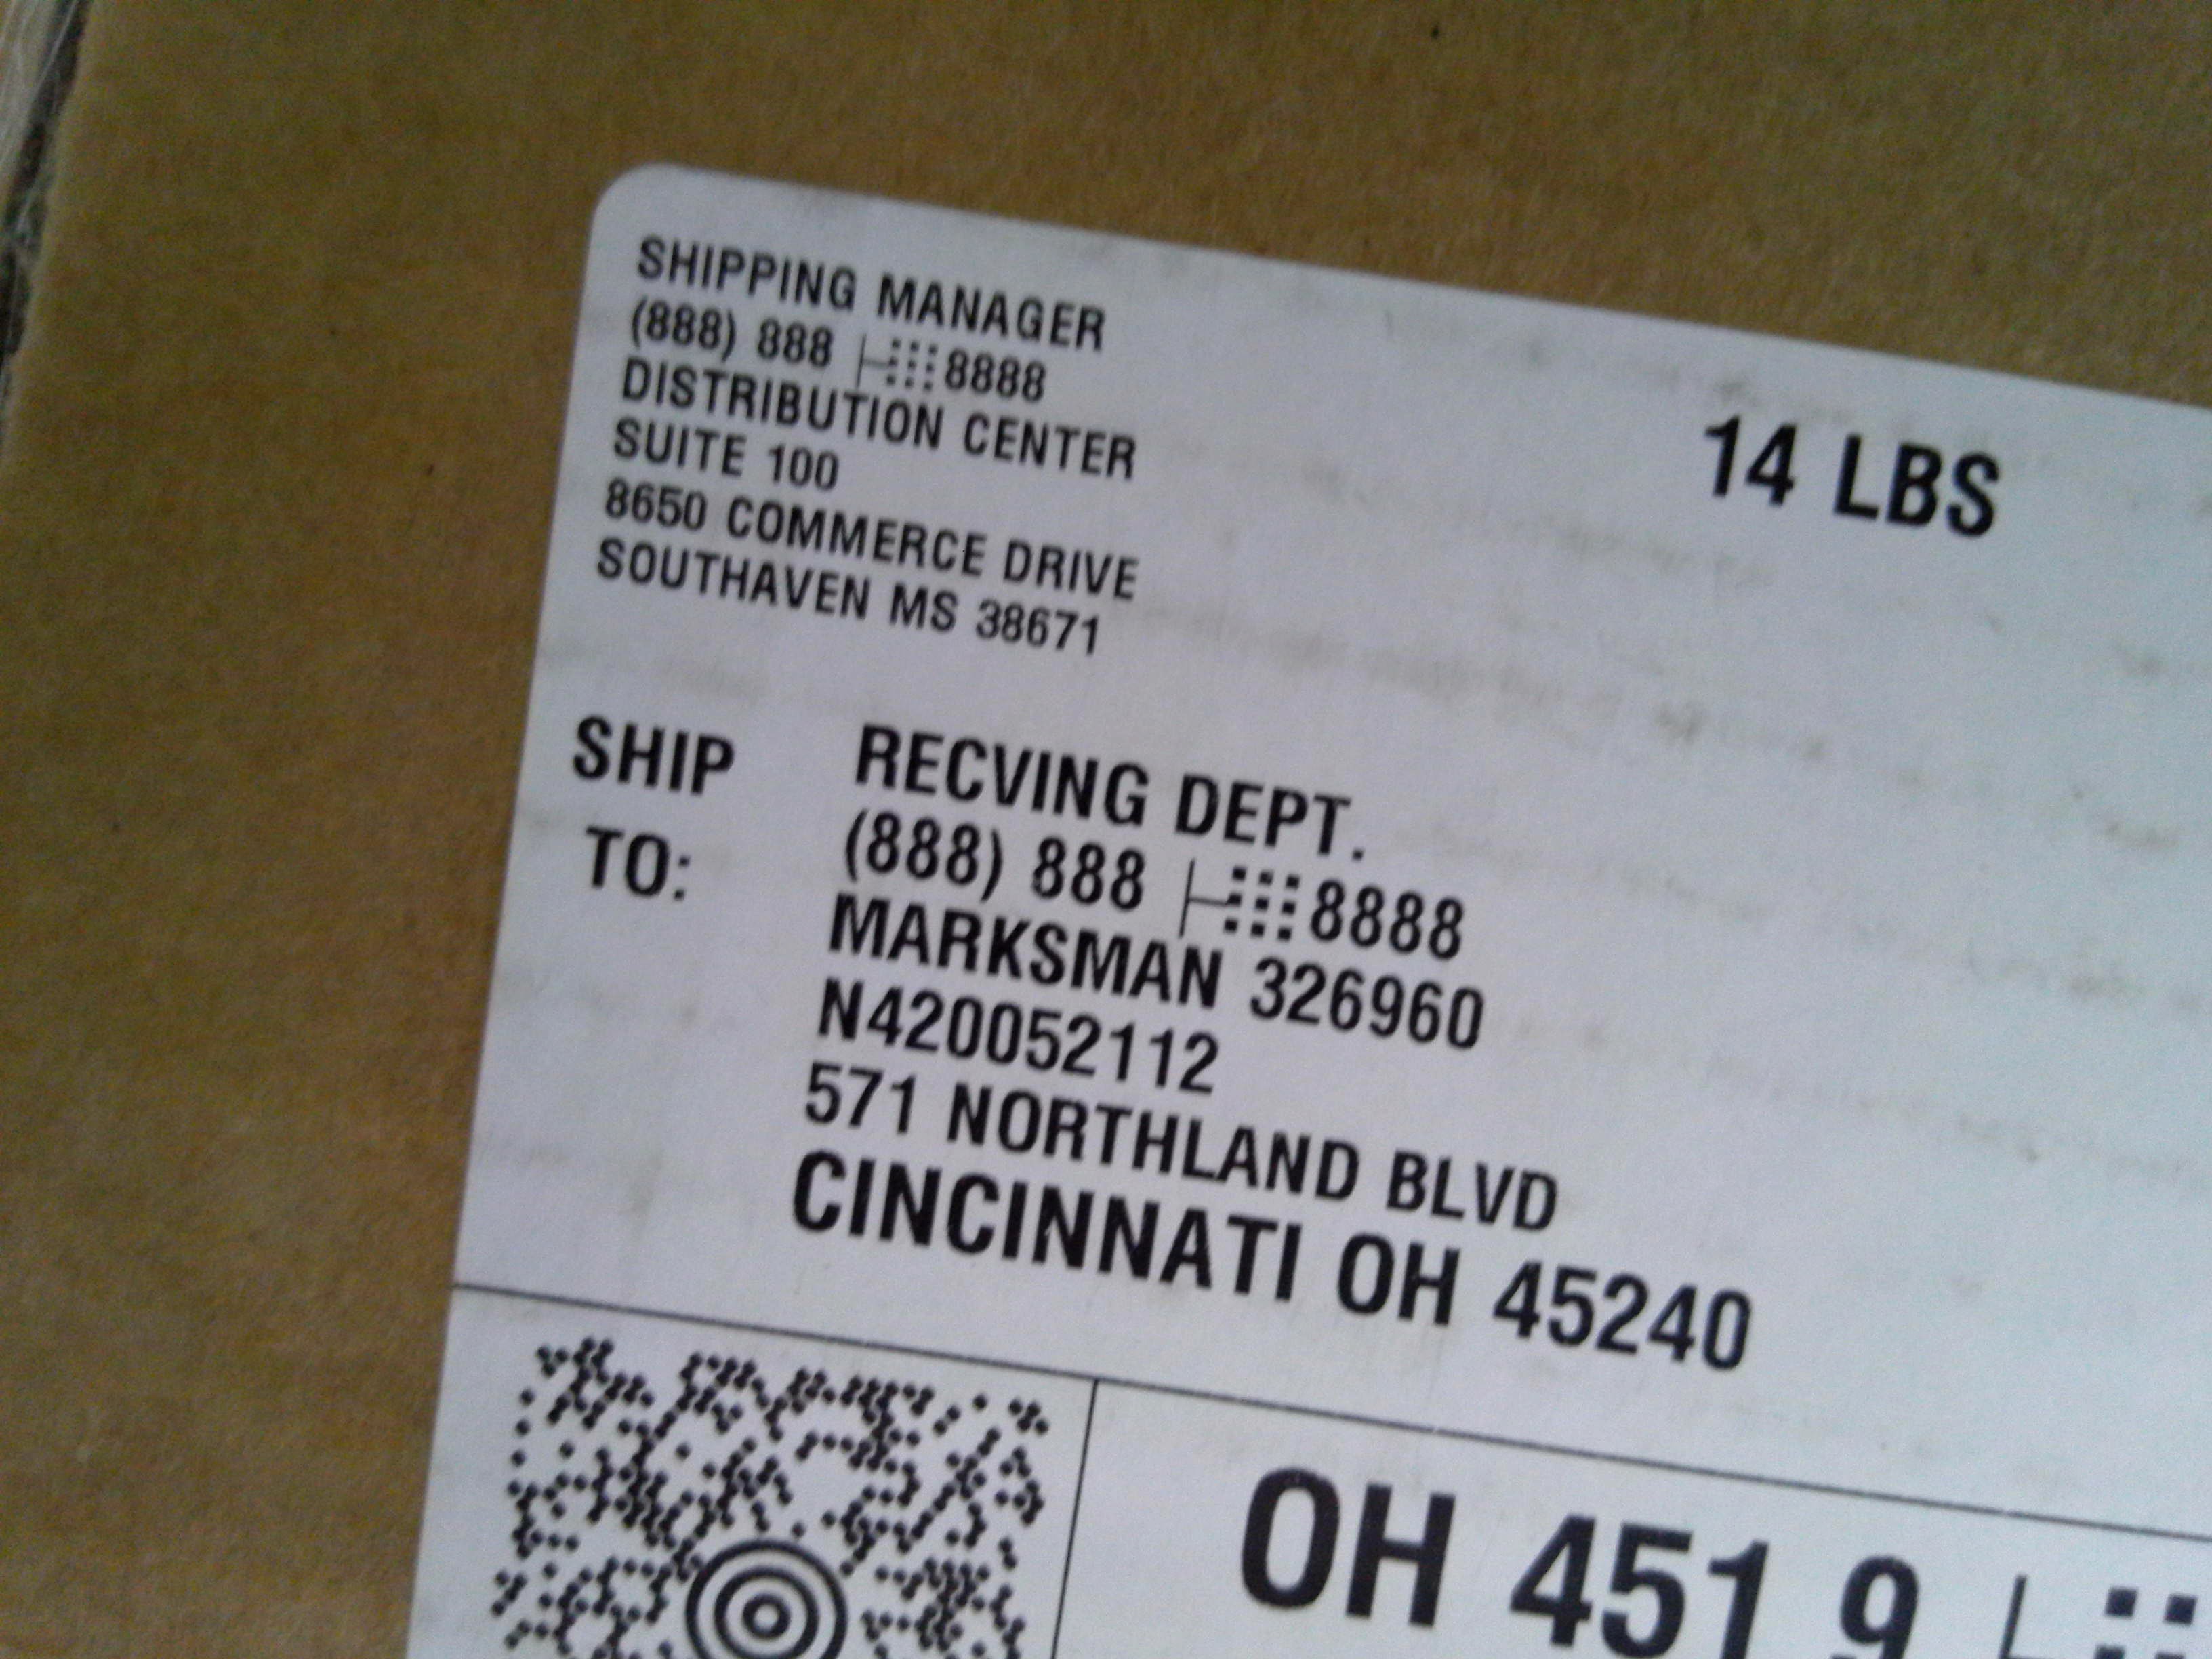 SHIPPING MANAGER
(888) 888 8888
DISTRIBUTION CENTER
SUITE 100
8650 COMMERCE DRIVE
SOUTHAVEN MS 38671
14 LBS
SHIP TO:
RECVING DEPT.
(888) 888 8888
MARKSMAN 326960
N420052112
571 NORTHLAND BLVD
CINCINNATI OH 45240
OH 451 9